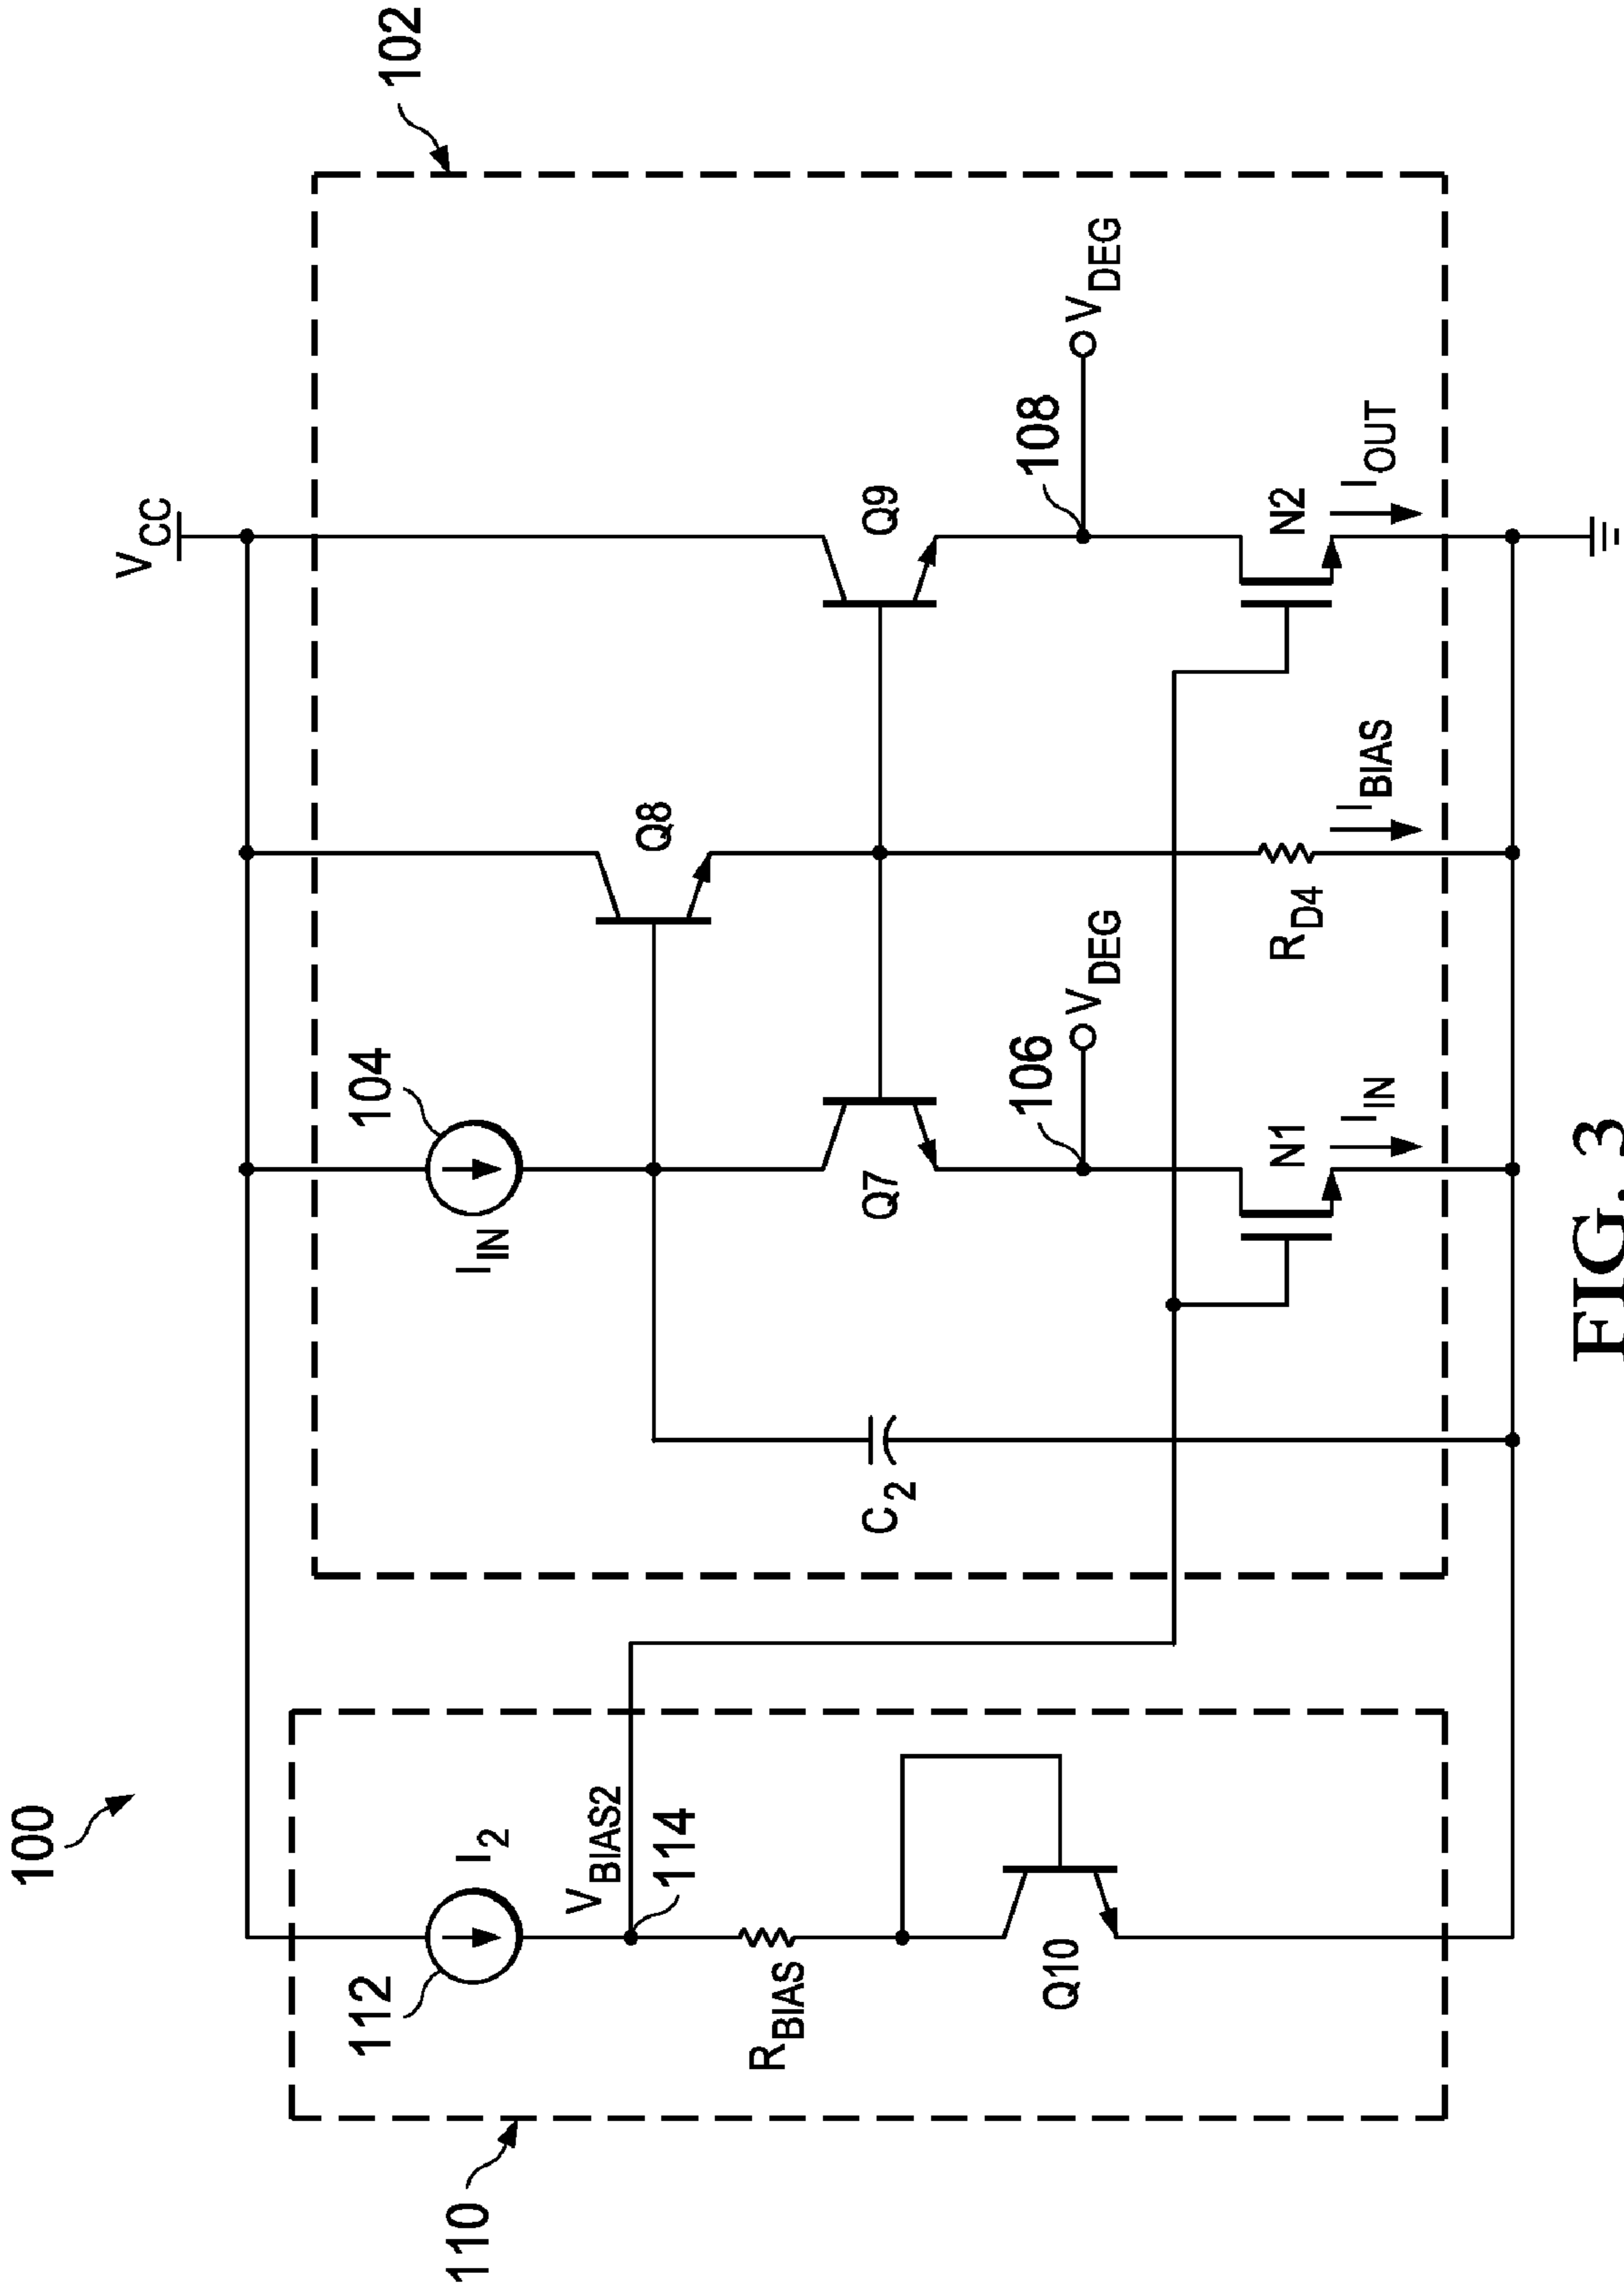 100
V_CC
102
112
I_2
104
I_IN
110
V_BIAS2
114
Q8
R_BIAS
C_2
Q7
Q9
Q10
106
V_DEG
108
V_DEG
N1
I_IN
R_D4
I_BIAS
N2
I_OUT
FIG. 3